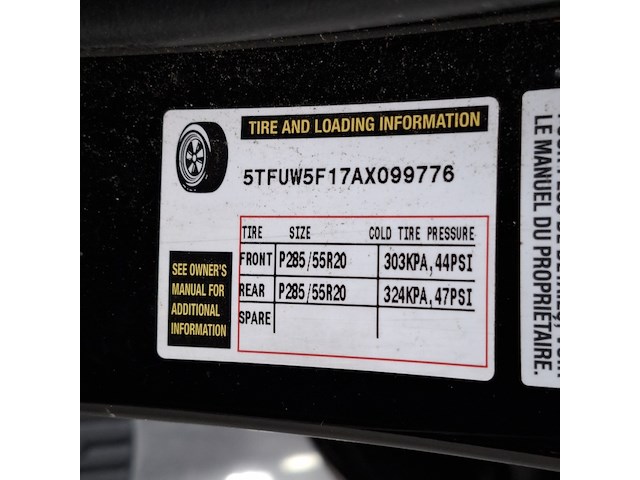 TIRE AND LOADING INFORMATION
5TFUW5F17AX099776
TIRE SIZE COLD TIRE PRESSURE
FRONT P285/55R20 303KPA,44PSI
REAR P285/55R20 324KPA,47PSI
SPARE
SEE OWNER'S
MANUAL FOR
ADDITIONAL
INFORMATION
LE MANUEL DU PROPRIÉTAIRE.